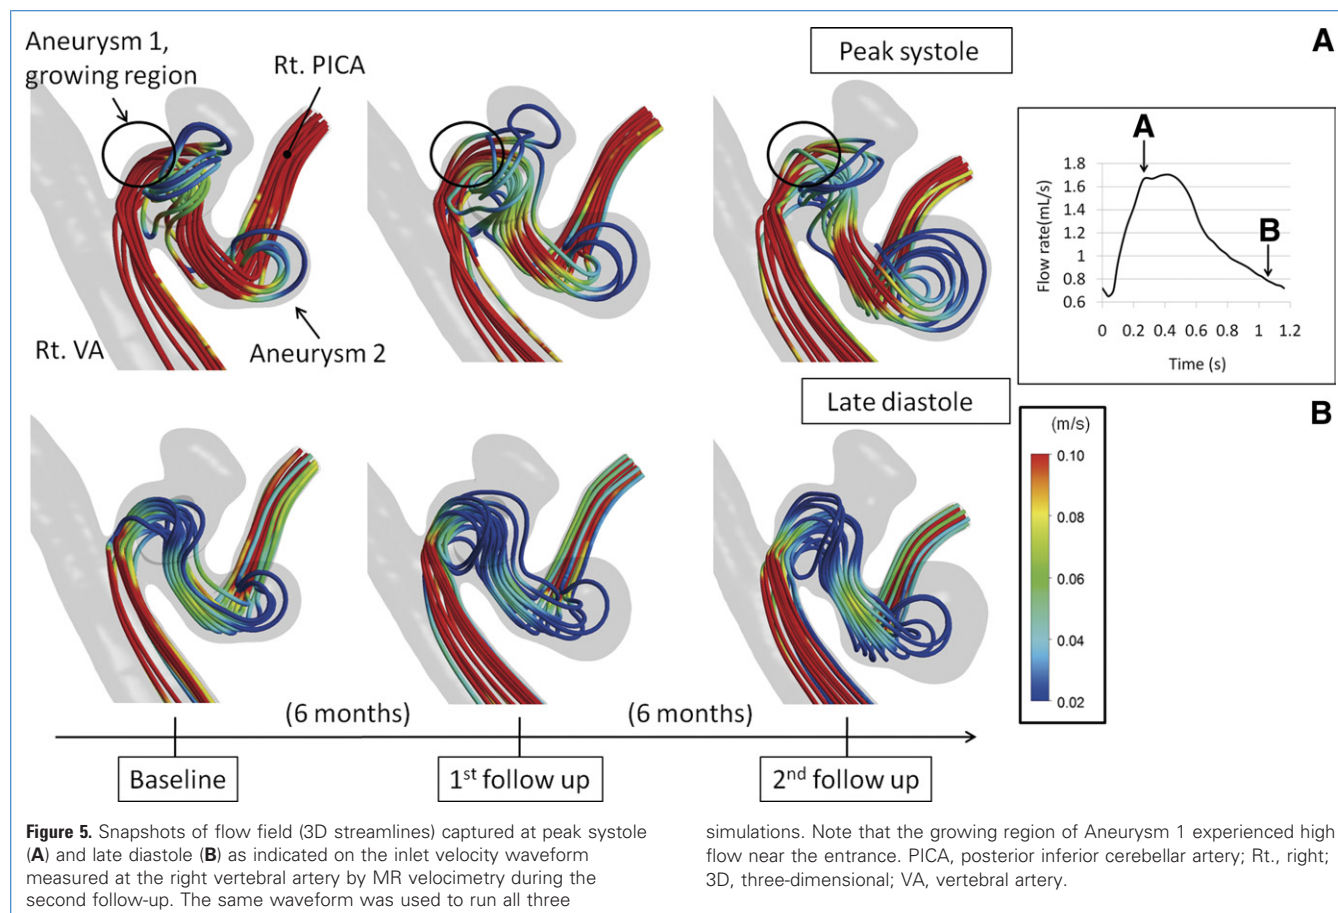 Aneurysm 1,
growing region
Rt. PICA
Peak systole
A
Rt. VA
Aneurysm 2
A
B
1.8
1.6
1.4
1.2
1
0.8
0.6
Flow rate(mL/s)
0 0.2 0.4 0.6 0.8 1 1.2
Time (s)
Late diastole
B
(m/s)
0.10
0.08
0.06
0.04
0.02
(6 months) (6 months)
Baseline 1st follow up 2nd follow up
Figure 5. Snapshots of flow field (3D streamlines) captured at peak systole
(A) and late diastole (B) as indicated on the inlet velocity waveform
measured at the right vertebral artery by MR velocimetry during the
second follow-up. The same waveform was used to run all three
simulations. Note that the growing region of Aneurysm 1 experienced high
flow near the entrance. PICA, posterior inferior cerebellar artery; Rt., right;
3D, three-dimensional; VA, vertebral artery.